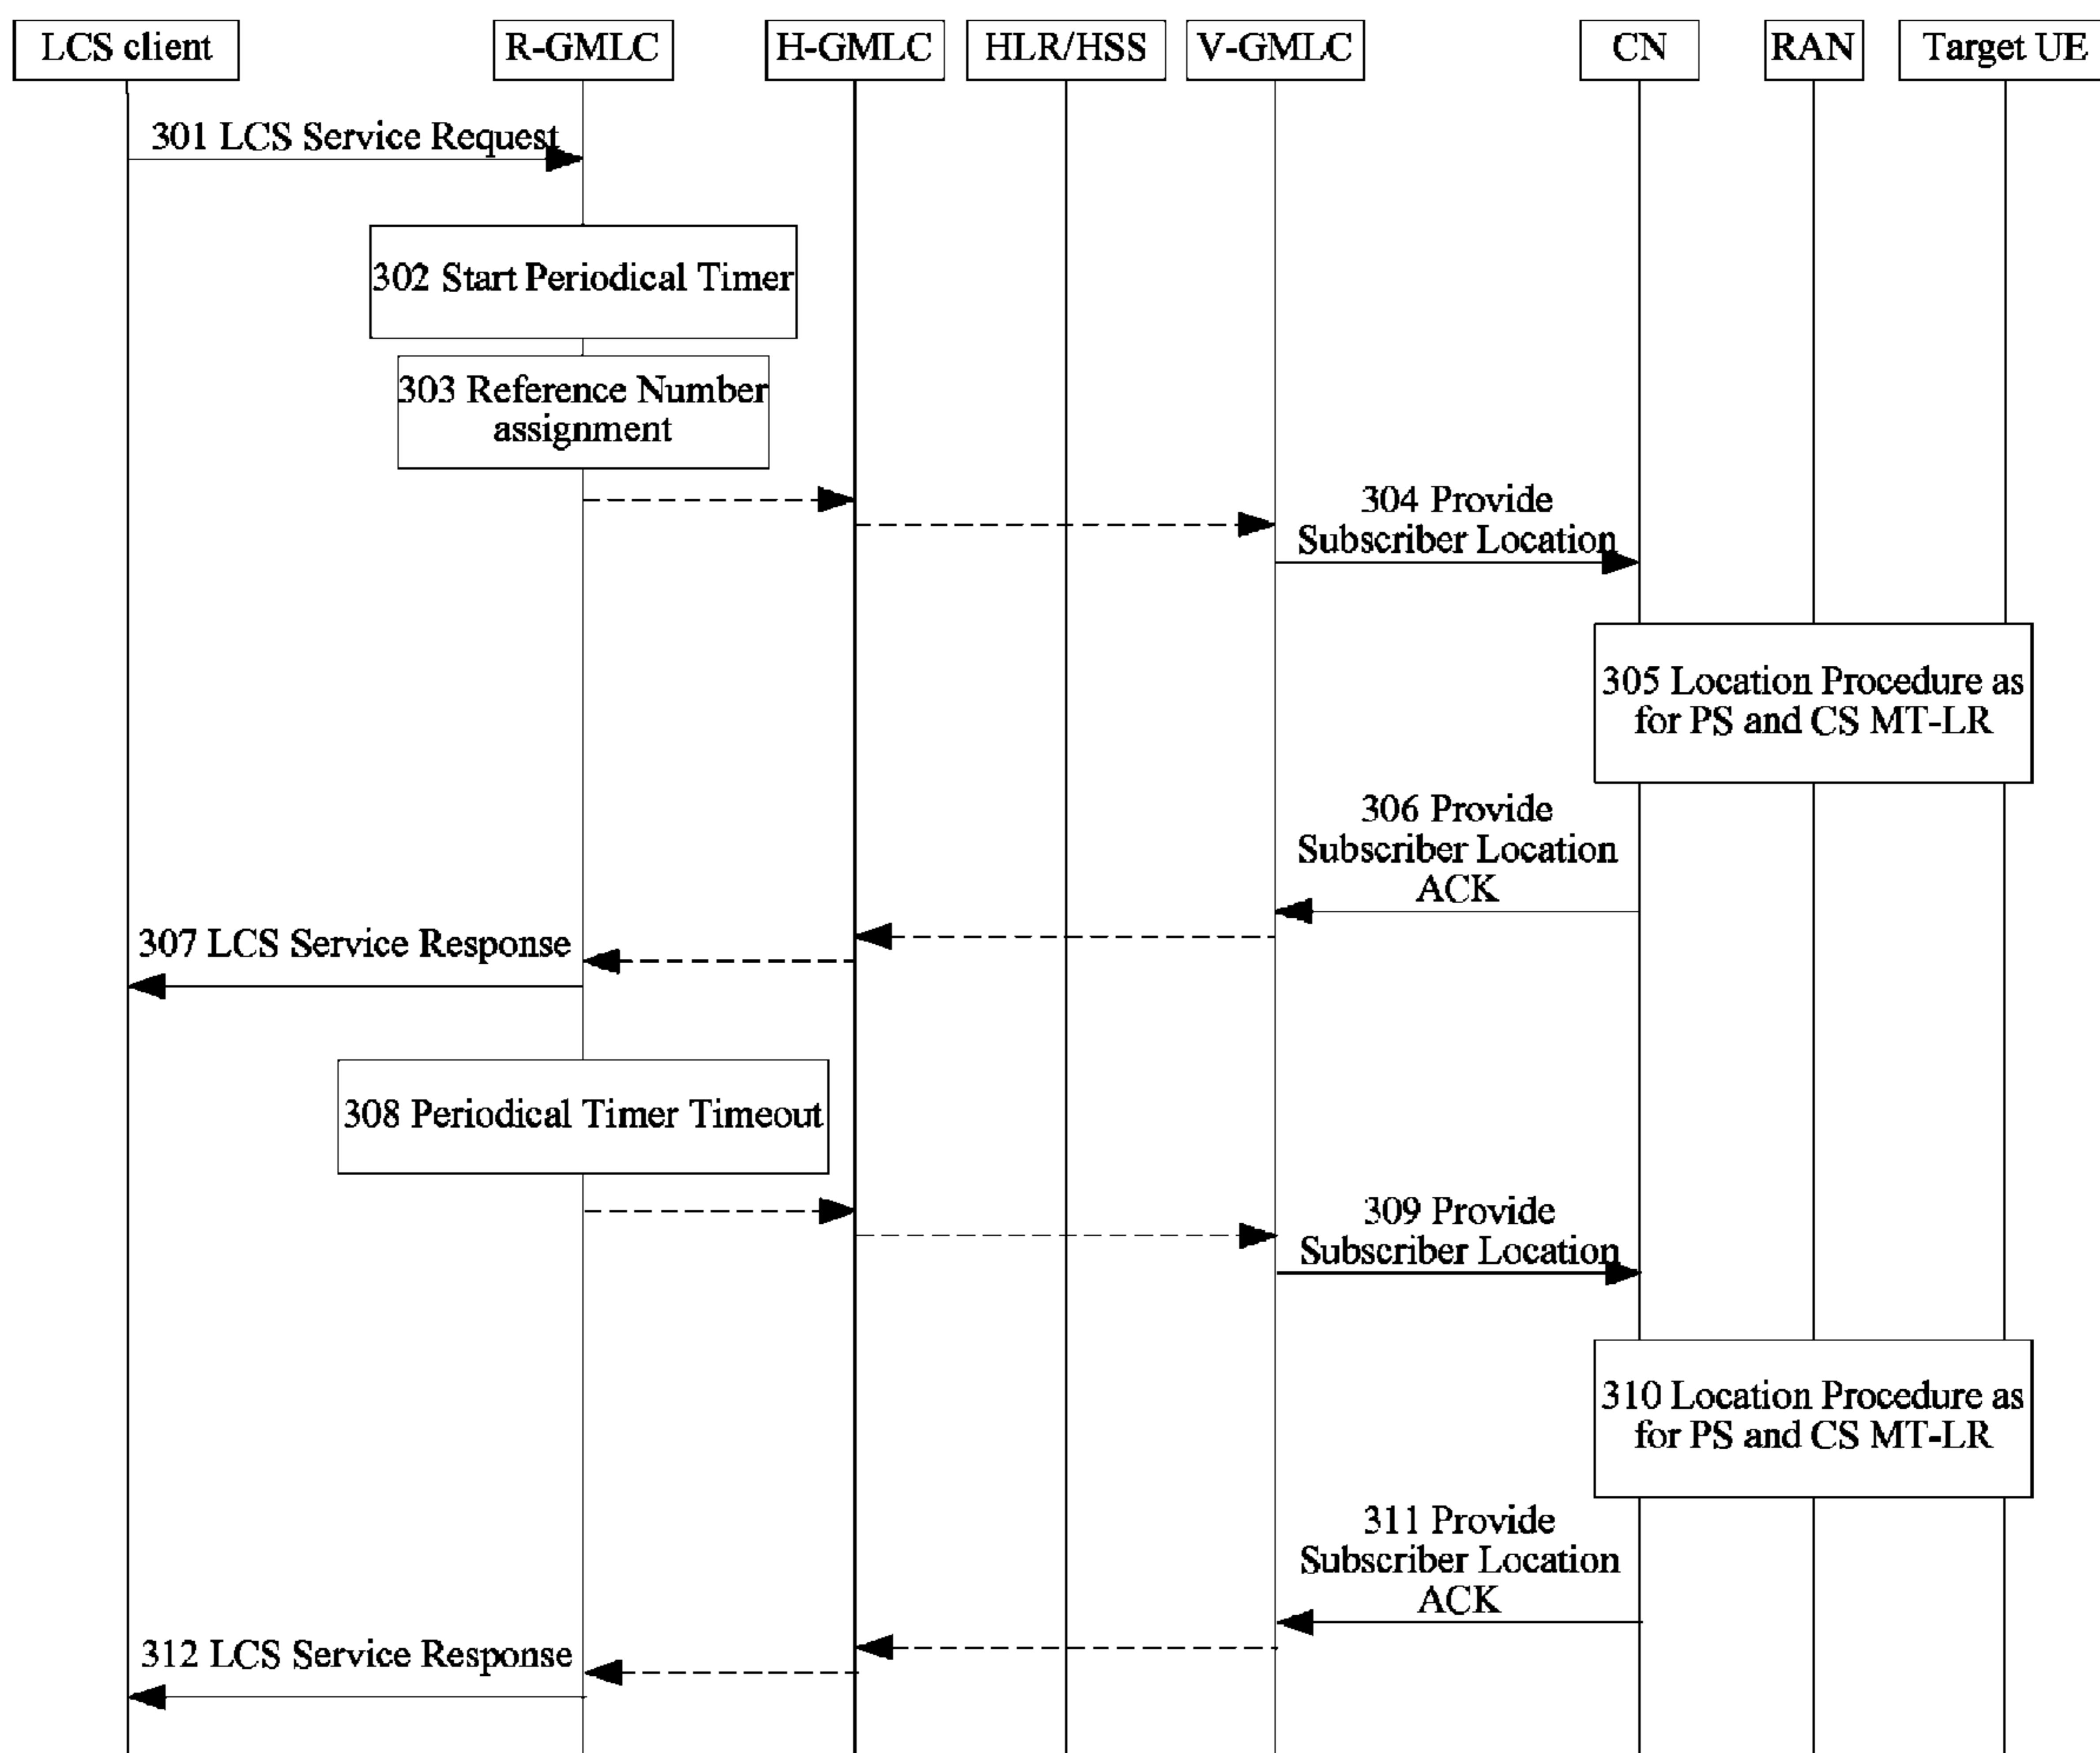 LCS client
R-GMLC
H-GMLC
HLR/HSS
V-GMLC
CN
RAN
Target UE
301 LCS Service Request
302 Start Periodical Timer
303 Reference Number
assignment
304 Provide
Subscriber Location
305 Location Procedure as
for PS and CS MT-LR
306 Provide
Subscriber Location
ACK
307 LCS Service Response
308 Periodical Timer Timeout
309 Provide
Subscriber Location
310 Location Procedure as
for PS and CS MT-LR
311 Provide
Subscriber Location
ACK
312 LCS Service Response